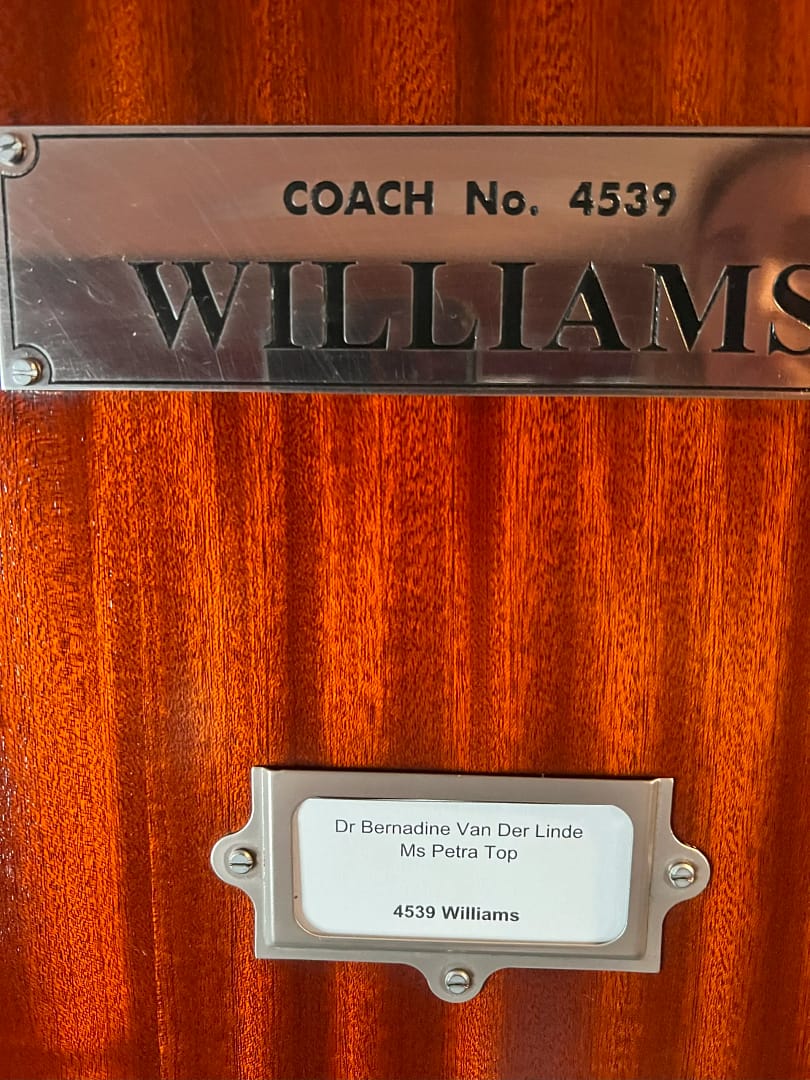 COACH No. 4539
WILLIAMS
Dr Bernadine Van Der Linde
Ms Petra Top
4539 Williams